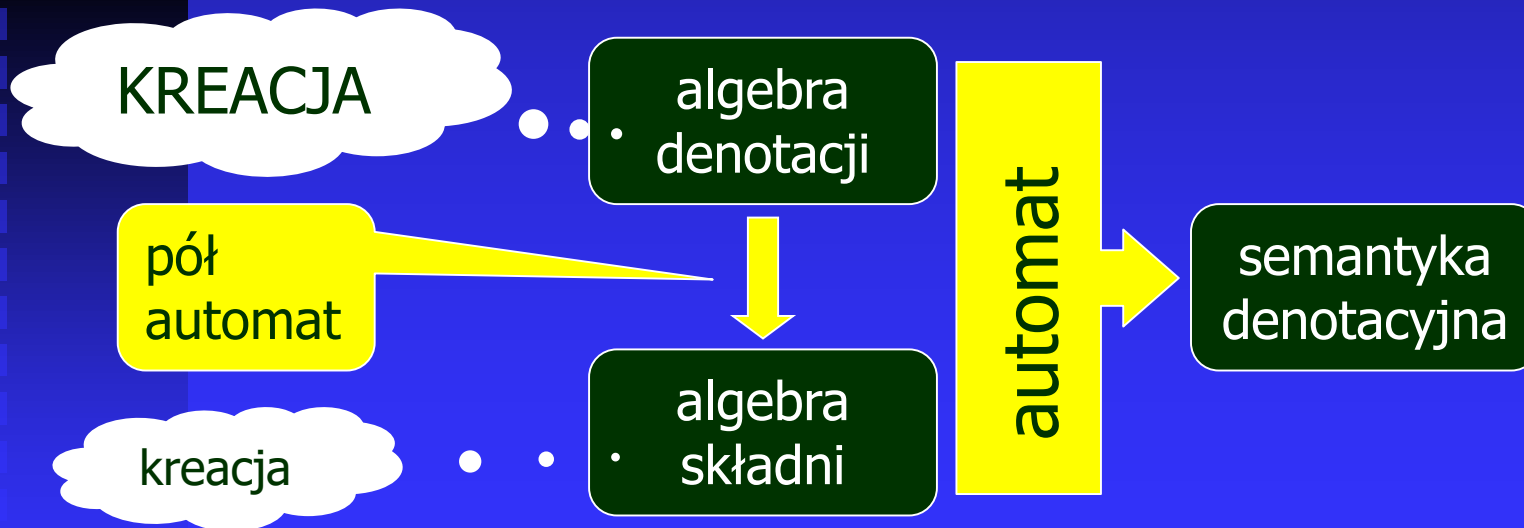 KREACJA
algebra
denotacji
pół
automat
automat
semantyka
denotacyjna
algebra
składni
kreacja